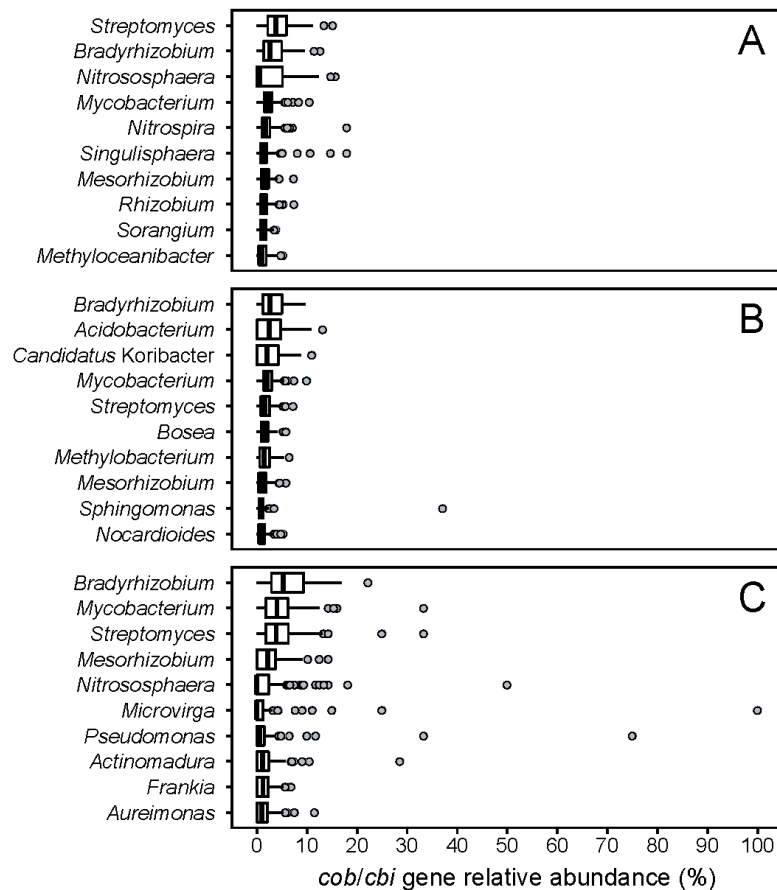 Streptomyces
Bradyrhizobium
Nitrososphaera
Mycobacterium
Nitrospira
Singulisphaera
Mesorhizobium
Rhizobium
Sorangium
Methyloceanibacter
A
Bradyrhizobium
Acidobacterium
Candidatus Koribacter
Mycobacterium
Streptomyces
Bosea
Methylobacterium
Mesorhizobium
Sphingomonas
Nocardioides
B
Bradyrhizobium
Mycobacterium
Streptomyces
Mesorhizobium
Nitrososphaera
Microvirga
Pseudomonas
Actinomadura
Frankia
Aureimonas
C
0 10 20 30 40 50 60 70 80 90 100
cob/cbi gene relative abundance (%)